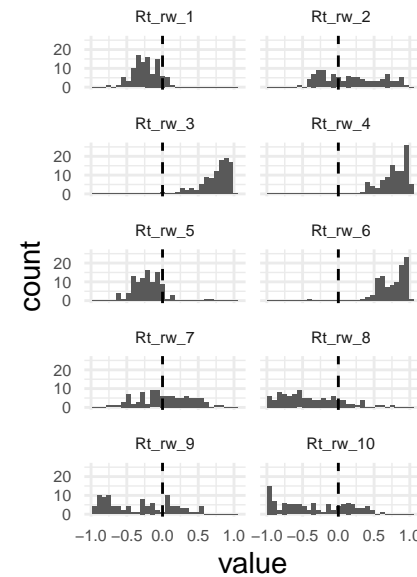 Rt_rw_1 Rt_rw_2
20
10
0
Rt_rw_3 Rt_rw_4
20
10
0
Rt_rw_5 Rt_rw_6
20
10
0
Rt_rw_7 Rt_rw_8
20
10
0
Rt_rw_9 Rt_rw_10
20
10
0
−1.0 −0.5 0.0 0.5 1.0 −1.0 −0.5 0.0 0.5 1.0
value
count